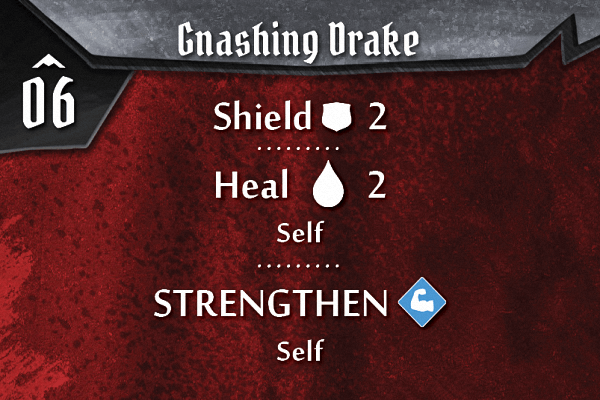 Gnashing Drake
06
Shield 2
Heal 2
Self
STRENGTHEN
Self